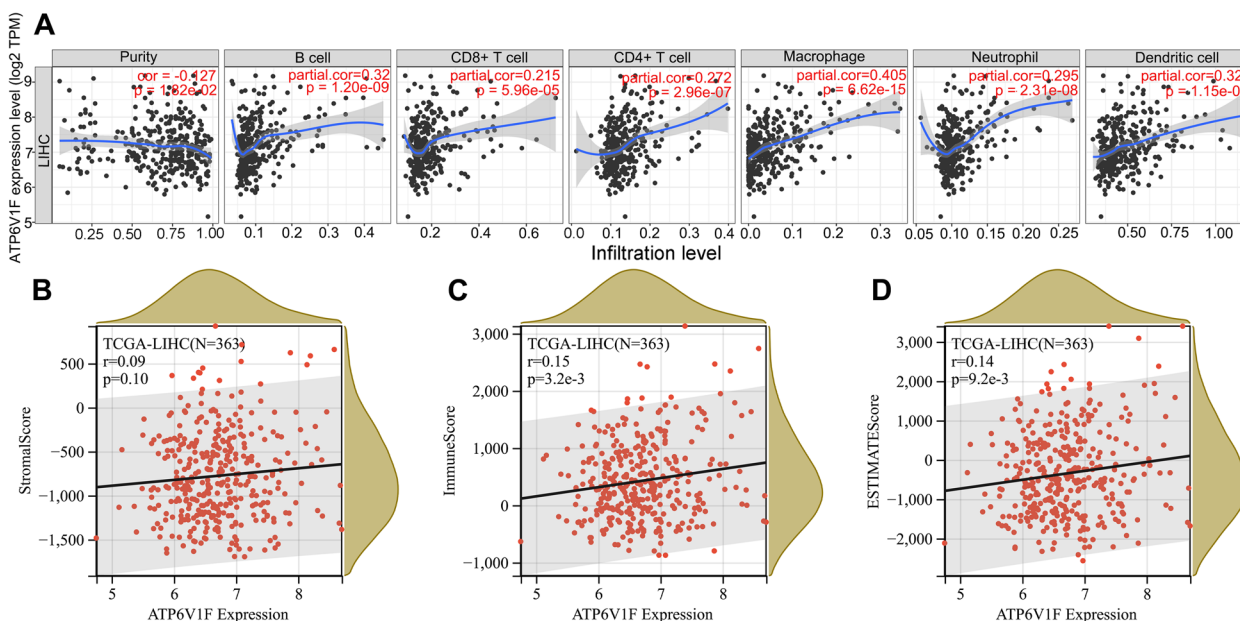 A
ATP6V1F expression level (log2 TPM)
LIHC
Purity
B cell
CD8+ T cell
CD4+ T cell
Macrophage
Neutrophil
Dendritic cell
cor = -0.127
partial.cor=0.32
p = 1.20e-09
partial.cor=0.215
p = 5.96e-05
partial.cor=0.272
p = 2.96e-07
partial.cor=0.405
p = 6.62e-15
partial.cor=0.295
p = 2.31e-08
partial.cor=0.32
p = 1.15e-0
9
8
7
6
5
0.25 0.50 0.75 1.00
0.1 0.2 0.3 0.4
0.2 0.4 0.6
0.0 0.1 0.2 0.3 0.4
0.0 0.1 0.2 0.3
0.05 0.10 0.15 0.20 0.25
0.50 0.75 1.00
Infiltration level
B
TCGA-LIHC(N=363)
r=0.09
p=0.10
StromalScore
500
0
−500
−1,000
−1,500
5 6 7 8
ATP6V1F Expression
C
TCGA-LIHC(N=363)
r=0.15
p=3.2e-3
ImmuneScore
3,000
2,000
1,000
0
−1,000
5 6 7 8
ATP6V1F Expression
D
TCGA-LIHC(N=363)
r=0.14
p=9.2e-3
ESTIMATEScore
3,000
2,000
1,000
0
−1,000
−2,000
5 6 7 8
ATP6V1F Expression